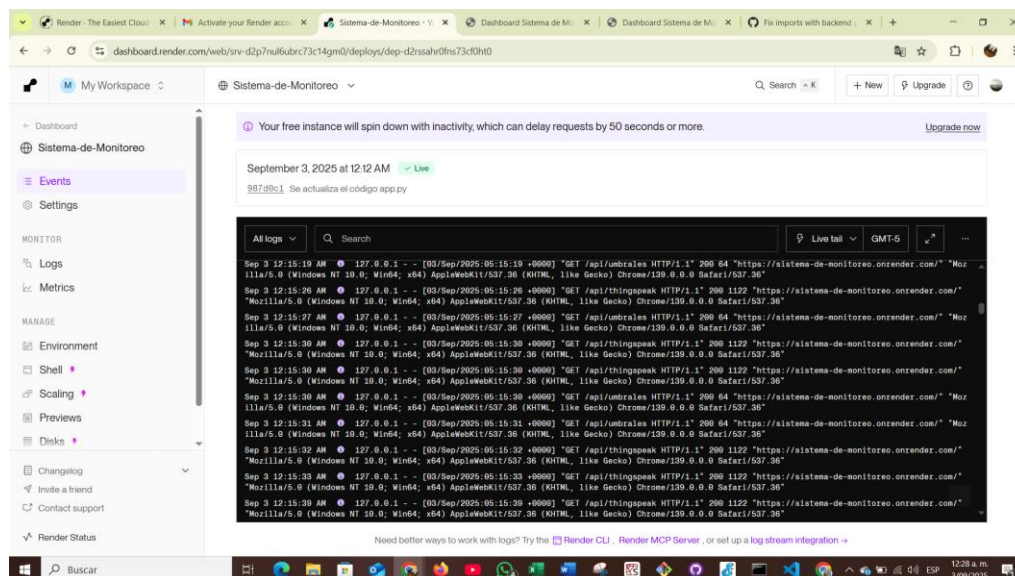 Render · The Easiest Cloud
Activate your Render acco
Sistema-de-Monitoreo · W
Dashboard Sistema de Mo
Dashboard Sistema de Mo
Fix imports with backend p
dashboard.render.com/web/srv-d2p7nul6ubrc73c14gm0/deploys/dep-d2rssahr0fns73cf0ht0
M My Workspace
Sistema-de-Monitoreo
Search
K
+ New
Upgrade
← Dashboard
Sistema-de-Monitoreo
Events
Settings
MONITOR
Logs
Metrics
MANAGE
Environment
Shell
Scaling
Previews
Disks
Changelog
Invite a friend
Contact support
Render Status
Your free instance will spin down with inactivity, which can delay requests by 50 seconds or more.
Upgrade now
September 3, 2025 at 12:12 AM ✓ Live
987d0c1 Se actualiza el código app.py
All logs
Search
Live tail
GMT-5
Sep 3 12:15:19 AM 127.0.0.1 - - [03/Sep/2025:05:15:19 +0000] "GET /api/umbrales HTTP/1.1" 200 64 "https://sistema-de-monitoreo.onrender.com/" "Moz
illa/5.0 (Windows NT 10.0; Win64; x64) AppleWebKit/537.36 (KHTML, like Gecko) Chrome/139.0.0.0 Safari/537.36"
Sep 3 12:15:26 AM 127.0.0.1 - - [03/Sep/2025:05:15:26 +0000] "GET /api/thingspeak HTTP/1.1" 200 1122 "https://sistema-de-monitoreo.onrender.com/"
"Mozilla/5.0 (Windows NT 10.0; Win64; x64) AppleWebKit/537.36 (KHTML, like Gecko) Chrome/139.0.0.0 Safari/537.36"
Sep 3 12:15:27 AM 127.0.0.1 - - [03/Sep/2025:05:15:27 +0000] "GET /api/umbrales HTTP/1.1" 200 64 "https://sistema-de-monitoreo.onrender.com/" "Moz
illa/5.0 (Windows NT 10.0; Win64; x64) AppleWebKit/537.36 (KHTML, like Gecko) Chrome/139.0.0.0 Safari/537.36"
Sep 3 12:15:30 AM 127.0.0.1 - - [03/Sep/2025:05:15:30 +0000] "GET /api/thingspeak HTTP/1.1" 200 1122 "https://sistema-de-monitoreo.onrender.com/"
"Mozilla/5.0 (Windows NT 10.0; Win64; x64) AppleWebKit/537.36 (KHTML, like Gecko) Chrome/139.0.0.0 Safari/537.36"
Sep 3 12:15:30 AM 127.0.0.1 - - [03/Sep/2025:05:15:30 +0000] "GET /api/thingspeak HTTP/1.1" 200 1122 "https://sistema-de-monitoreo.onrender.com/"
"Mozilla/5.0 (Windows NT 10.0; Win64; x64) AppleWebKit/537.36 (KHTML, like Gecko) Chrome/139.0.0.0 Safari/537.36"
Sep 3 12:15:30 AM 127.0.0.1 - - [03/Sep/2025:05:15:30 +0000] "GET /api/umbrales HTTP/1.1" 200 64 "https://sistema-de-monitoreo.onrender.com/" "Moz
illa/5.0 (Windows NT 10.0; Win64; x64) AppleWebKit/537.36 (KHTML, like Gecko) Chrome/139.0.0.0 Safari/537.36"
Sep 3 12:15:31 AM 127.0.0.1 - - [03/Sep/2025:05:15:31 +0000] "GET /api/umbrales HTTP/1.1" 200 64 "https://sistema-de-monitoreo.onrender.com/" "Moz
illa/5.0 (Windows NT 10.0; Win64; x64) AppleWebKit/537.36 (KHTML, like Gecko) Chrome/139.0.0.0 Safari/537.36"
Sep 3 12:15:32 AM 127.0.0.1 - - [03/Sep/2025:05:15:32 +0000] "GET /api/thingspeak HTTP/1.1" 200 1122 "https://sistema-de-monitoreo.onrender.com/"
"Mozilla/5.0 (Windows NT 10.0; Win64; x64) AppleWebKit/537.36 (KHTML, like Gecko) Chrome/139.0.0.0 Safari/537.36"
Sep 3 12:15:33 AM 127.0.0.1 - - [03/Sep/2025:05:15:33 +0000] "GET /api/thingspeak HTTP/1.1" 200 1122 "https://sistema-de-monitoreo.onrender.com/"
"Mozilla/5.0 (Windows NT 10.0; Win64; x64) AppleWebKit/537.36 (KHTML, like Gecko) Chrome/139.0.0.0 Safari/537.36"
Sep 3 12:15:39 AM 127.0.0.1 - - [03/Sep/2025:05:15:39 +0000] "GET /api/thingspeak HTTP/1.1" 200 1122 "https://sistema-de-monitoreo.onrender.com/"
"Mozilla/5.0 (Windows NT 10.0; Win64; x64) AppleWebKit/537.36 (KHTML, like Gecko) Chrome/139.0.0.0 Safari/537.36"
Need better ways to work with logs? Try the Render CLI , Render MCP Server , or set up a log stream integration →
Buscar
ESP
12:28 a. m.
3/09/2025